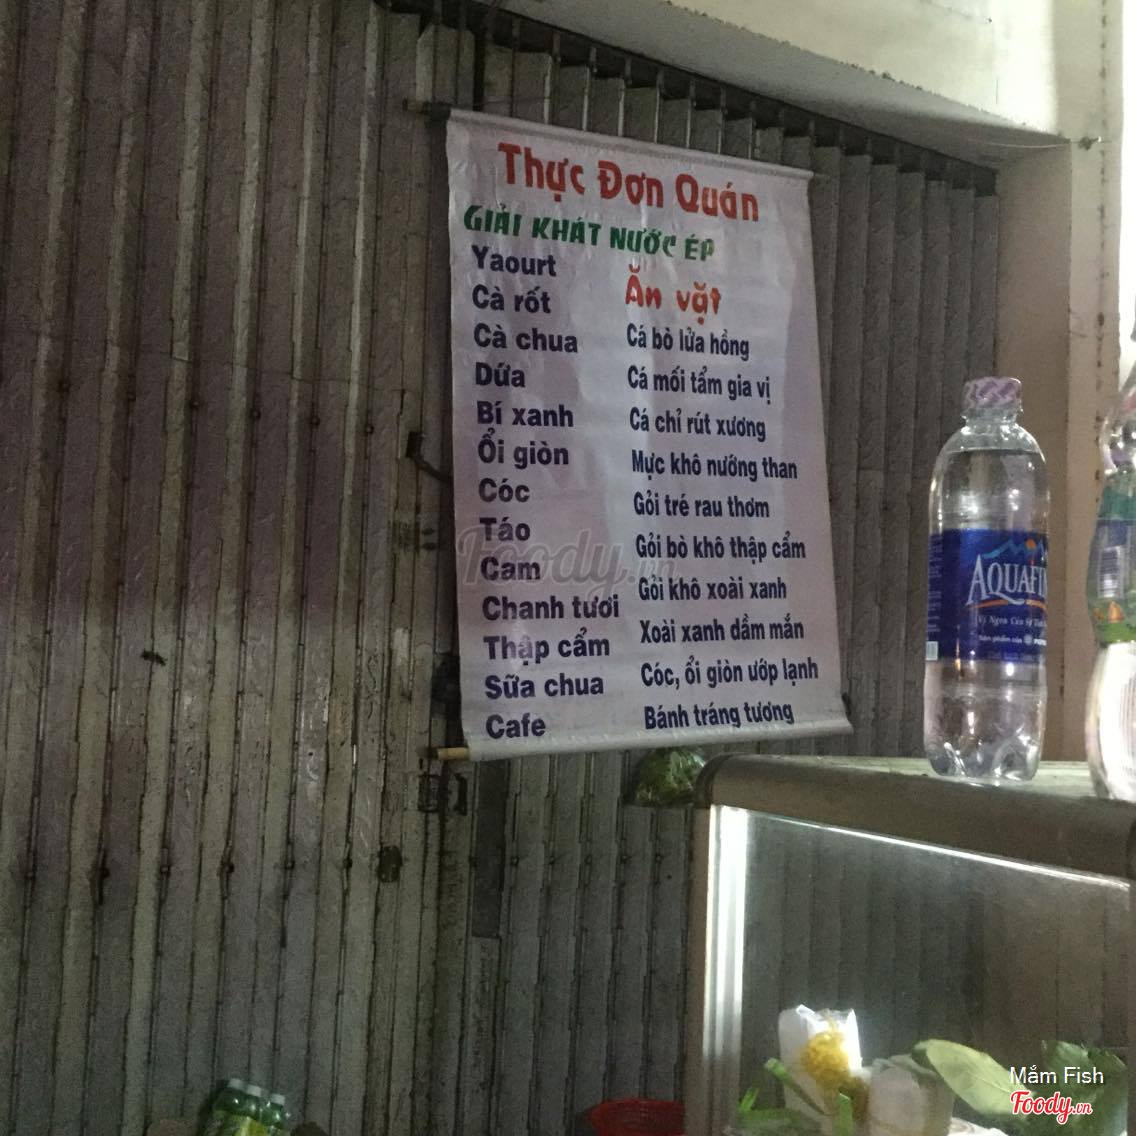 Thực Đơn Quán
GIẢI KHÁT NƯỚC ÉP
Yaourt
Cà rốt
Cà chua
Dứa
Bí xanh
Ổi giòn
Cóc
Táo
Cam
Chanh tươi
Thập cẩm
Sữa chua
Cafe
Ăn vặt
Cá bò lửa hồng
Cá mối tẩm gia vị
Cá chỉ rút xương
Mực khô nướng than
Gỏi tré rau thơm
Gỏi bò khô thập cẩm
Gỏi khô xoài xanh
Xoài xanh dầm mắn
Cóc, ổi giòn ướp lạnh
Bánh tráng tương
Foody.vn
AQUAFI
Mắm Fish
Foody.vn